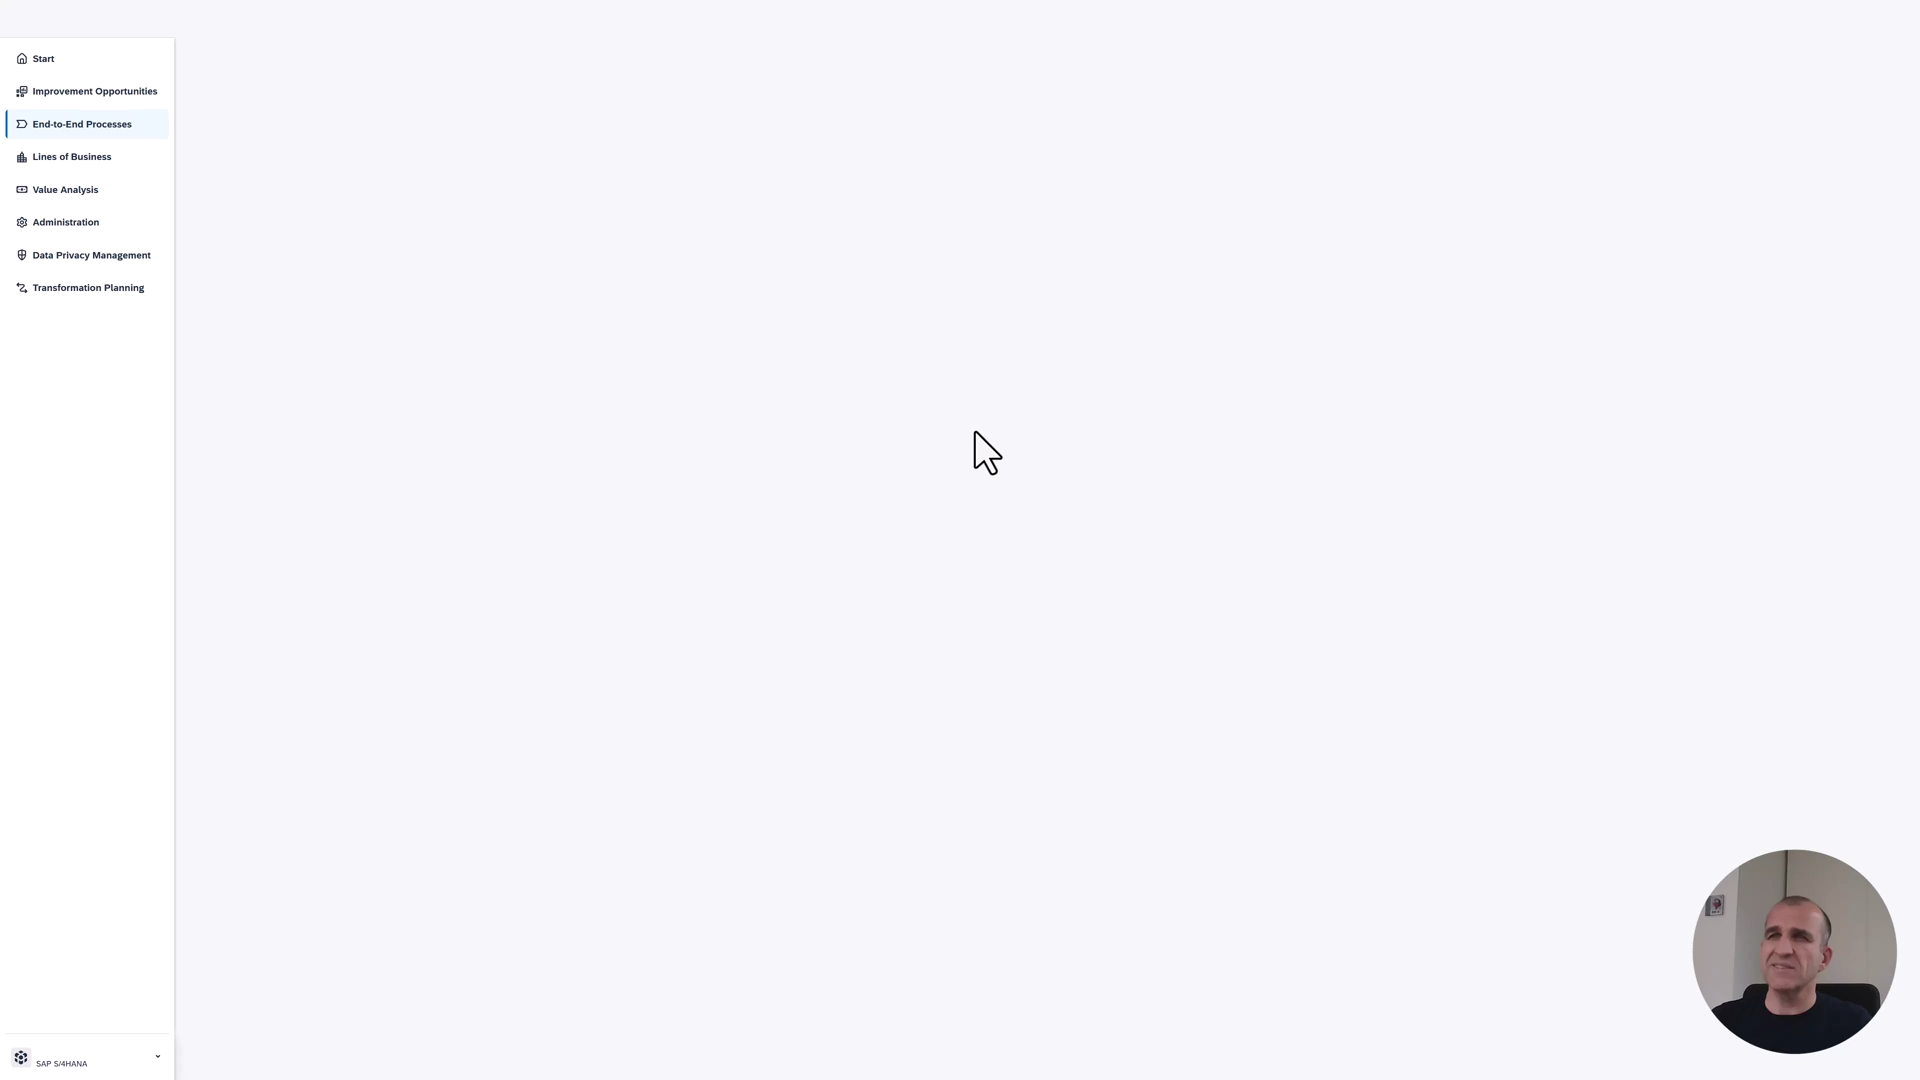 Start
Improvement Opportunities
End-to-End Processes
Lines of Business
Value Analysis
Administration
Data Privacy Management
Transformation Planning
SAP S/4HANA